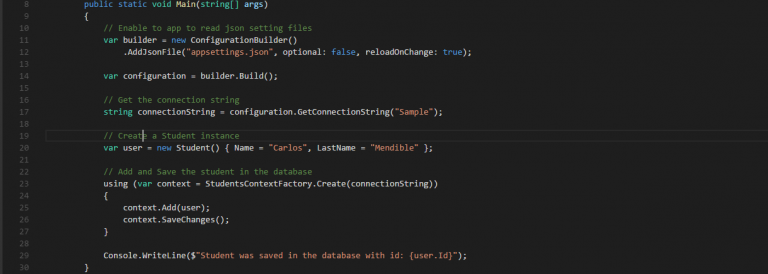 8 public static void Main(string[] args)
9 {
10 // Enable to app to read json setting files
11 var builder = new ConfigurationBuilder()
12 .AddJsonFile("appsettings.json", optional: false, reloadOnChange: true);
13
14 var configuration = builder.Build();
15
16 // Get the connection string
17 string connectionString = configuration.GetConnectionString("Sample");
18
19 // Create a Student instance
20 var user = new Student() { Name = "Carlos", LastName = "Mendible" };
21
22 // Add and Save the student in the database
23 using (var context = StudentsContextFactory.Create(connectionString))
24 {
25 context.Add(user);
26 context.SaveChanges();
27 }
28
29 Console.WriteLine($"Student was saved in the database with id: {user.Id}");
30 }